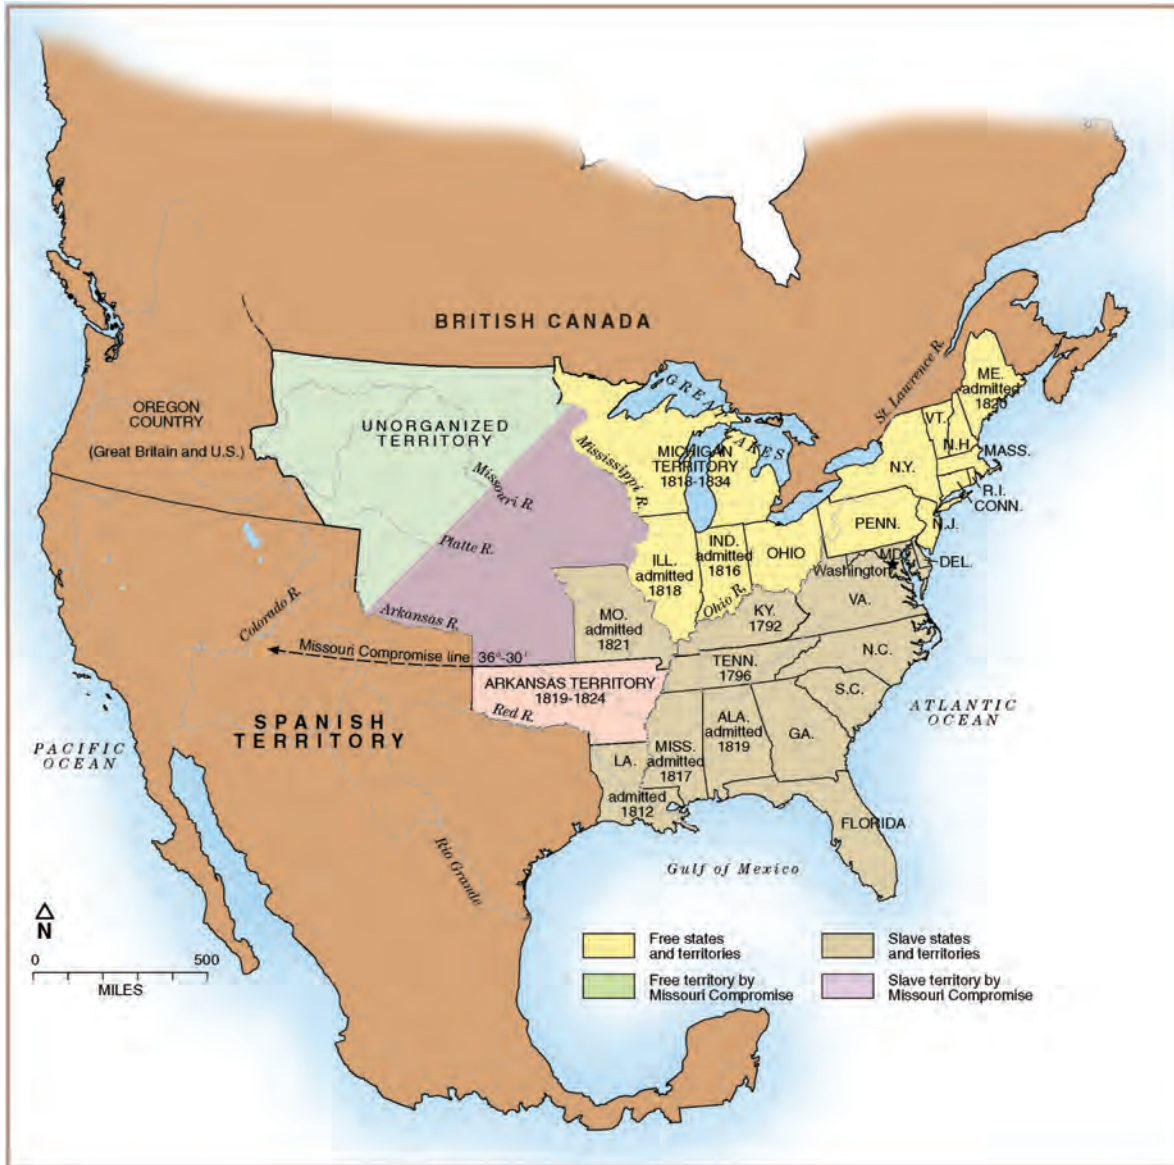 BRITISH CANADA
OREGON
COUNTRY
(Great Britain and U.S.)
UNORGANIZED
TERRITORY
Missouri R.
Platte R.
Mississippi R.
GREAT
LAKES
MICHIGAN
TERRITORY
1818-1834
St. Lawrence R.
ME.
admitted
1820
VT.
N.H.
MASS.
N.Y.
R.I.
CONN.
PENN.
N.J.
MD.
DEL.
Washington
OHIO
IND.
admitted
1816
ILL.
admitted
1818
Ohio R.
VA.
KY.
1792
MO.
admitted
1821
Colorado R.
Arkansas R.
Missouri Compromise line 36°-30'
TENN.
1796
N.C.
S.C.
ARKANSAS TERRITORY
1819-1824
Red R.
SPANISH
TERRITORY
ALA.
admitted
1819
GA.
MISS.
admitted
1817
LA.
admitted
1812
FLORIDA
ATLANTIC
OCEAN
PACIFIC
OCEAN
Rio Grande
Gulf of Mexico
N
0 500
MILES
Free states
and territories
Free territory by
Missouri Compromise
Slave states
and territories
Slave territory by
Missouri Compromise